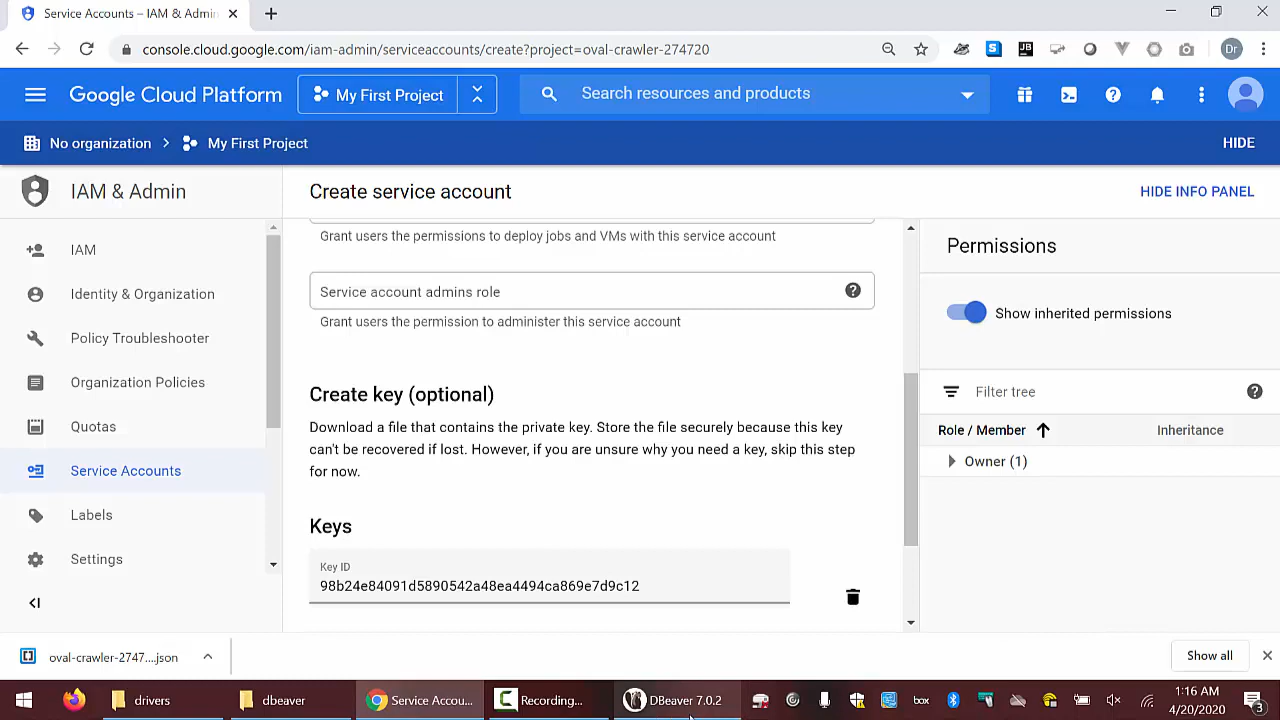 Service Accounts – IAM & Admin
console.cloud.google.com/iam-admin/serviceaccounts/create?project=oval-crawler-274720
S
JB
Dr
Google Cloud Platform
My First Project
Search resources and products
No organization
My First Project
HIDE
IAM & Admin
Create service account
HIDE INFO PANEL
IAM
Identity & Organization
Policy Troubleshooter
Organization Policies
Quotas
Service Accounts
Labels
Settings
Grant users the permissions to deploy jobs and VMs with this service account
Service account admins role
Grant users the permission to administer this service account
Create key (optional)
Download a file that contains the private key. Store the file securely because this key
can't be recovered if lost. However, if you are unsure why you need a key, skip this step
for now.
Keys
Key ID
98b24e84091d5890542a48ea4494ca869e7d9c12
Permissions
Show inherited permissions
Filter tree
Role / Member
Inheritance
Owner (1)
oval-crawler-2747....json
Show all
drivers
dbeaver
Service Accou...
Recording...
DBeaver 7.0.2
box
1:16 AM
4/20/2020
3